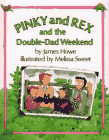 PINKY and REX
and the
Double-Dad Weekend
by James Howe
illustrated by Melissa Sweet